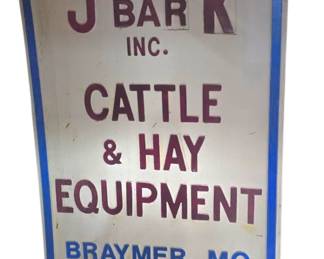 J BAR K
INC.
CATTLE
& HAY
EQUIPMENT
BRAYMER, MO